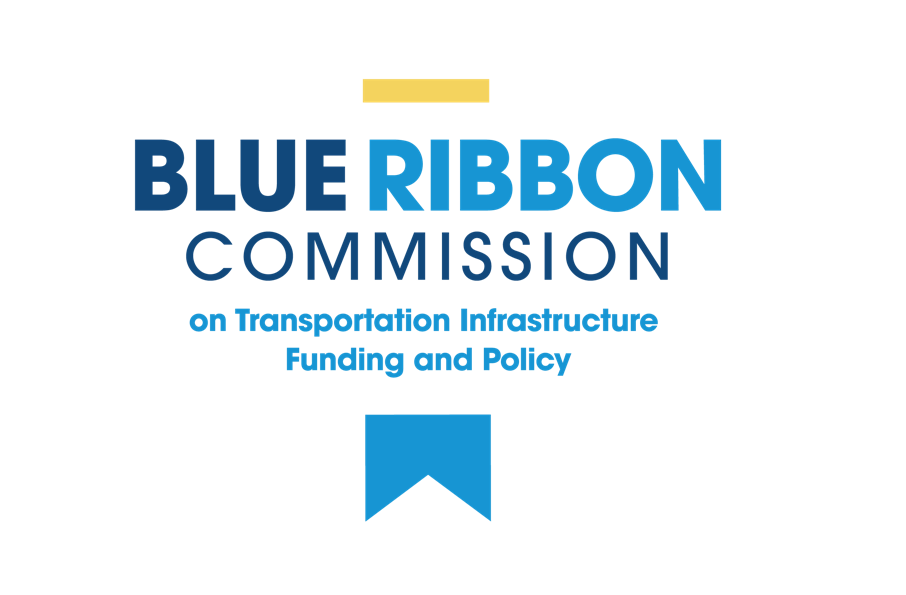 BLUE RIBBON
COMMISSION
on Transportation Infrastructure
Funding and Policy